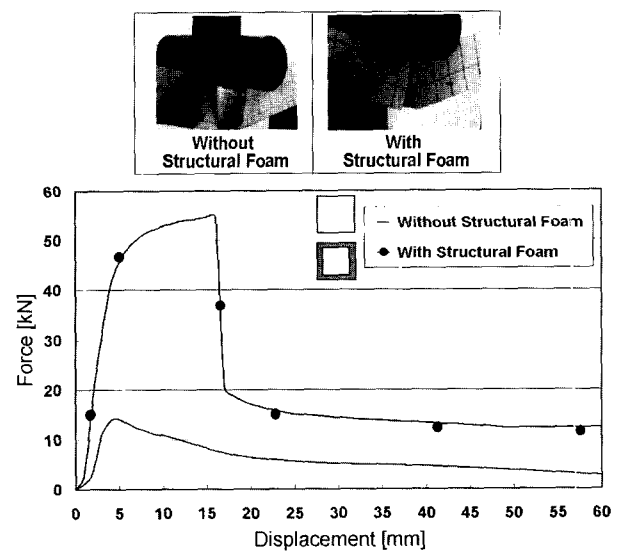 Without
Structural Foam
With
Structural Foam
60
50
40
30
20
10
0
Force [kN]
Without Structural Foam
With Structural Foam
0 5 10 15 20 25 30 35 40 45 50 55 60
Displacement [mm]